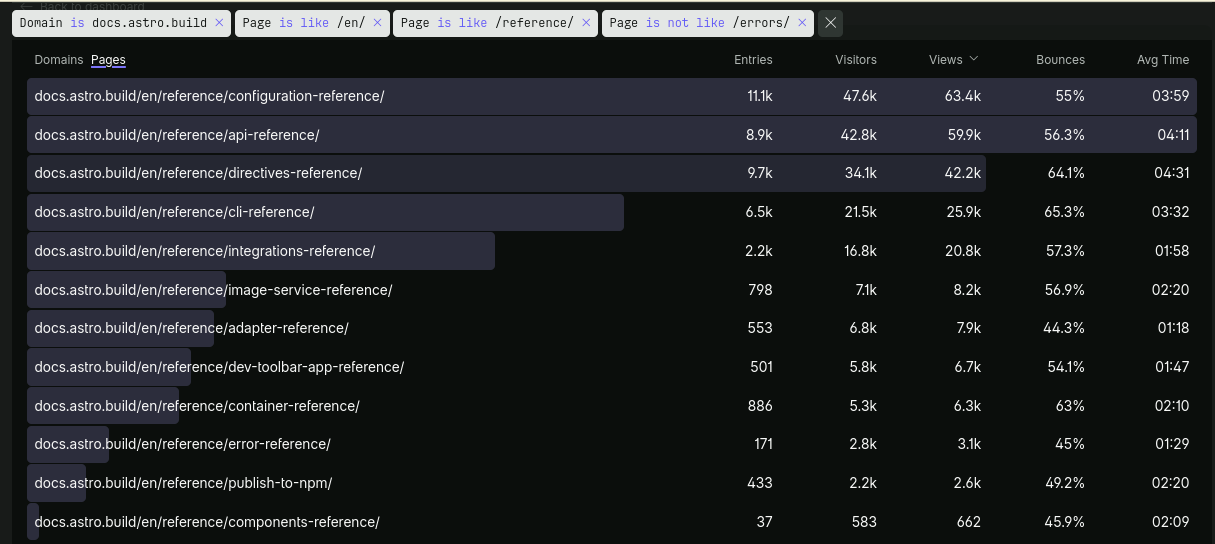 ← Back to dashboard
Domain is docs.astro.build × Page is like /en/ × Page is like /reference/ × Page is not like /errors/ × ×
Domains Pages Entries Visitors Views Bounces Avg Time
docs.astro.build/en/reference/configuration-reference/ 11.1k 47.6k 63.4k 55% 03:59
docs.astro.build/en/reference/api-reference/ 8.9k 42.8k 59.9k 56.3% 04:11
docs.astro.build/en/reference/directives-reference/ 9.7k 34.1k 42.2k 64.1% 04:31
docs.astro.build/en/reference/cli-reference/ 6.5k 21.5k 25.9k 65.3% 03:32
docs.astro.build/en/reference/integrations-reference/ 2.2k 16.8k 20.8k 57.3% 01:58
docs.astro.build/en/reference/image-service-reference/ 798 7.1k 8.2k 56.9% 02:20
docs.astro.build/en/reference/adapter-reference/ 553 6.8k 7.9k 44.3% 01:18
docs.astro.build/en/reference/dev-toolbar-app-reference/ 501 5.8k 6.7k 54.1% 01:47
docs.astro.build/en/reference/container-reference/ 886 5.3k 6.3k 63% 02:10
docs.astro.build/en/reference/error-reference/ 171 2.8k 3.1k 45% 01:29
docs.astro.build/en/reference/publish-to-npm/ 433 2.2k 2.6k 49.2% 02:20
docs.astro.build/en/reference/components-reference/ 37 583 662 45.9% 02:09